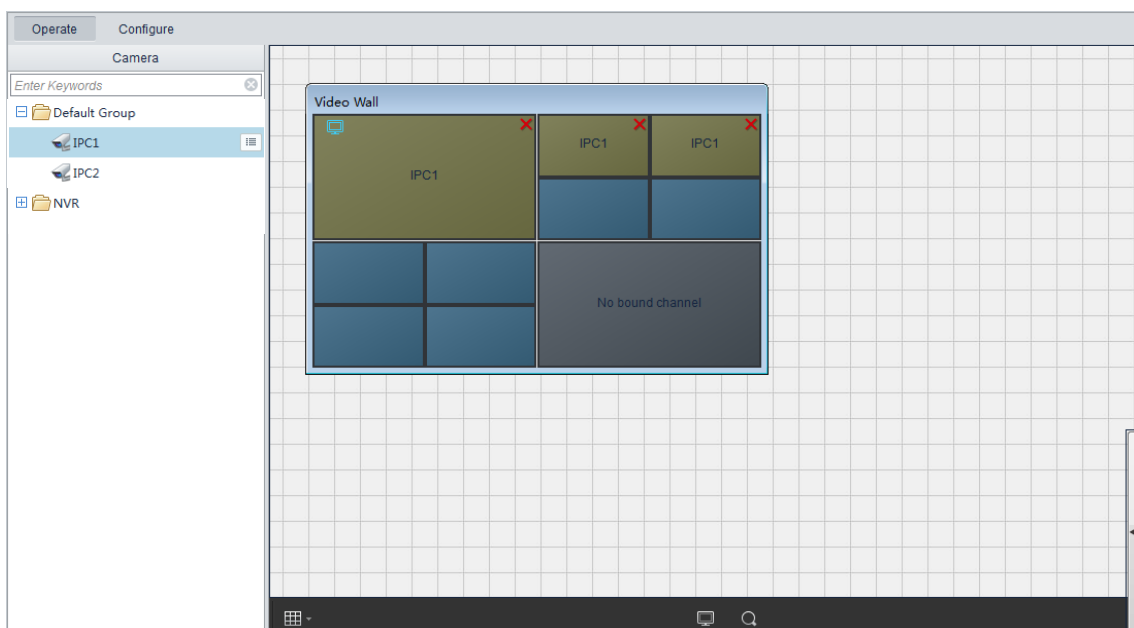 Operate Configure
Camera
Enter Keywords
Default Group
IPC1
IPC2
NVR
Video Wall
IPC1
IPC1
IPC1
No bound channel